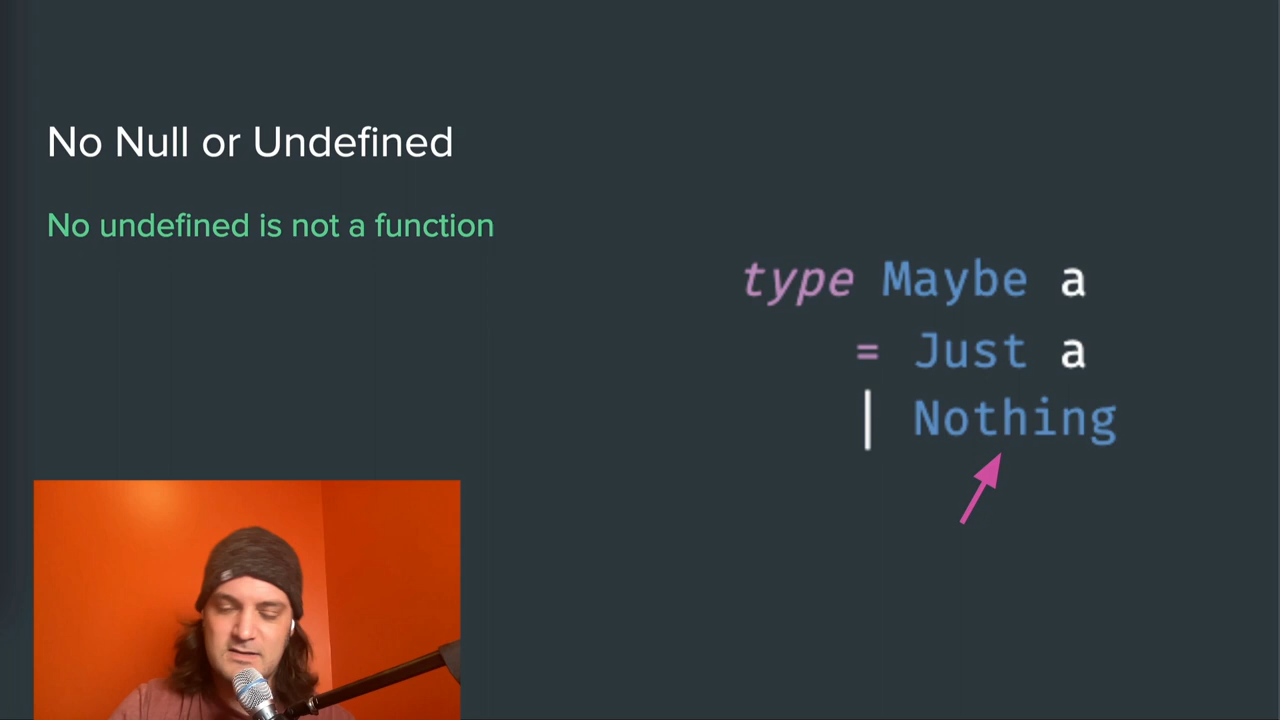 No Null or Undefined
No undefined is not a function
type Maybe a
= Just a
| Nothing